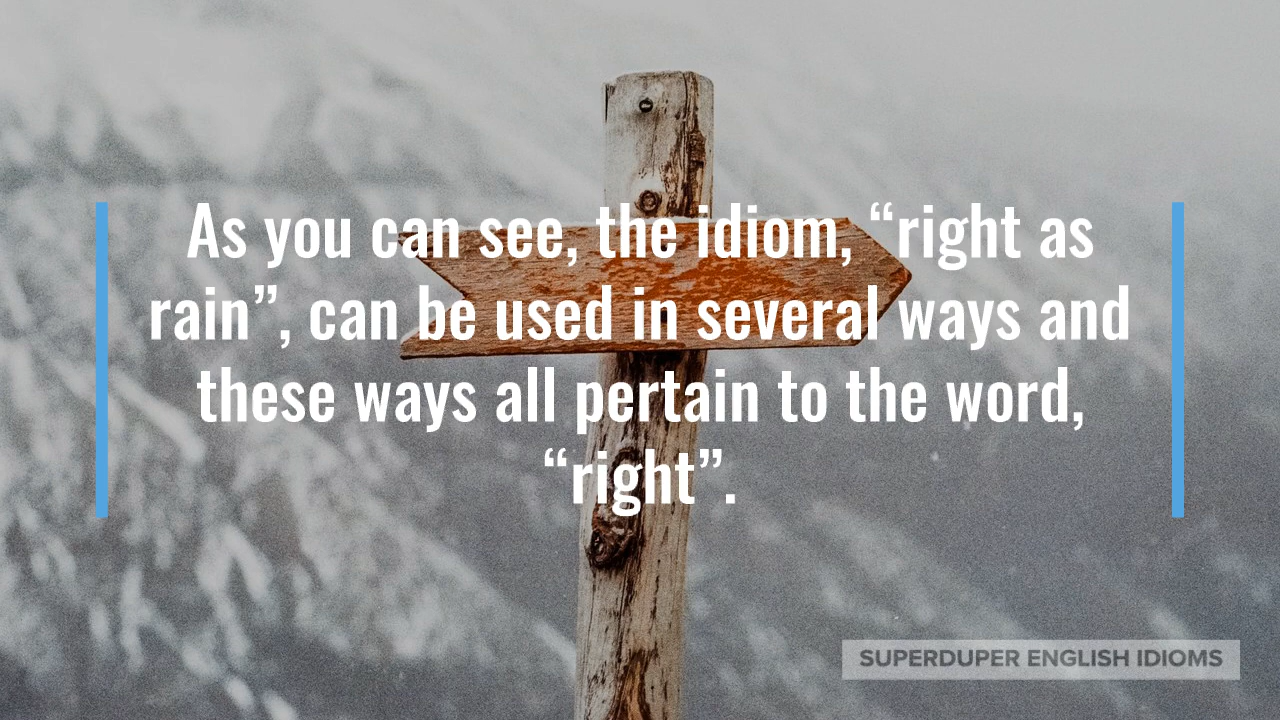 As you can see, the idiom, “right as
rain”, can be used in several ways and
these ways all pertain to the word,
“right”.
SUPERDUPER ENGLISH IDIOMS